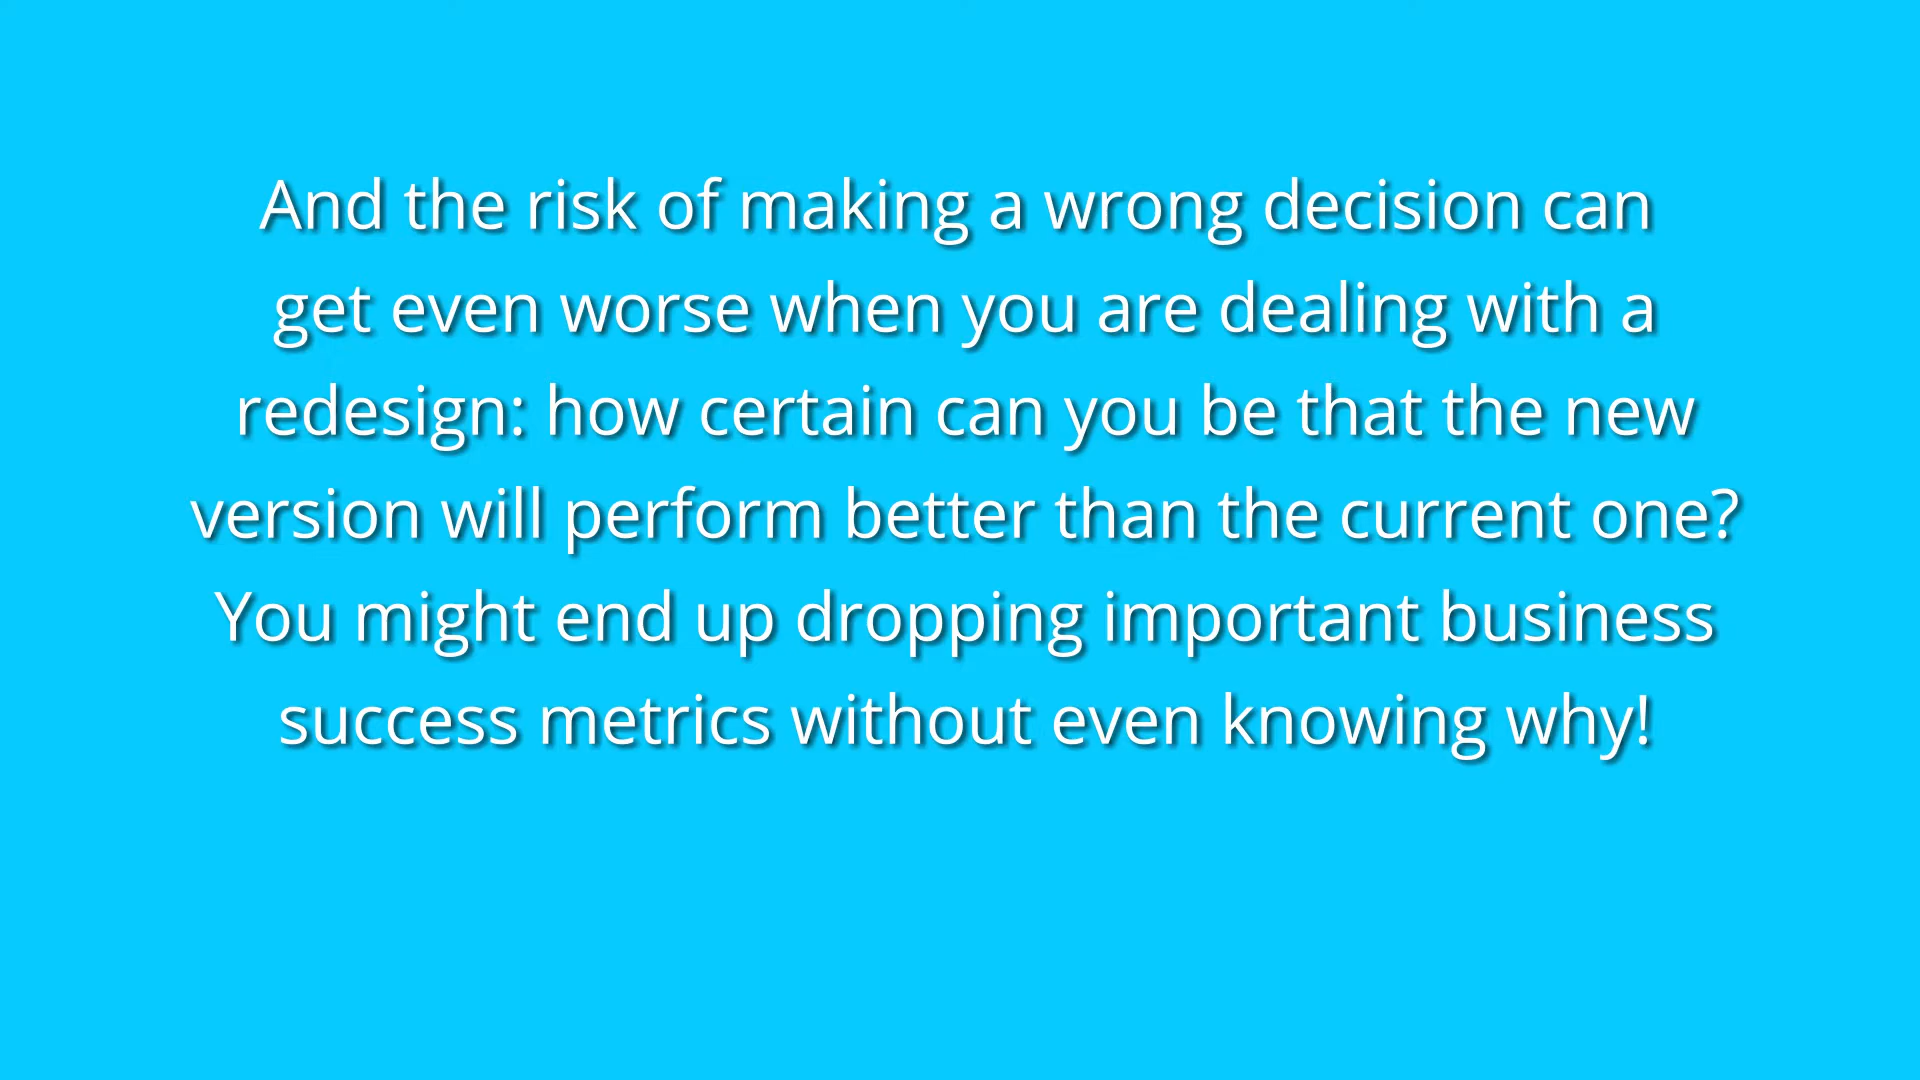 And the risk of making a wrong decision can
get even worse when you are dealing with a
redesign: how certain can you be that the new
version will perform better than the current one?
You might end up dropping important business
success metrics without even knowing why!